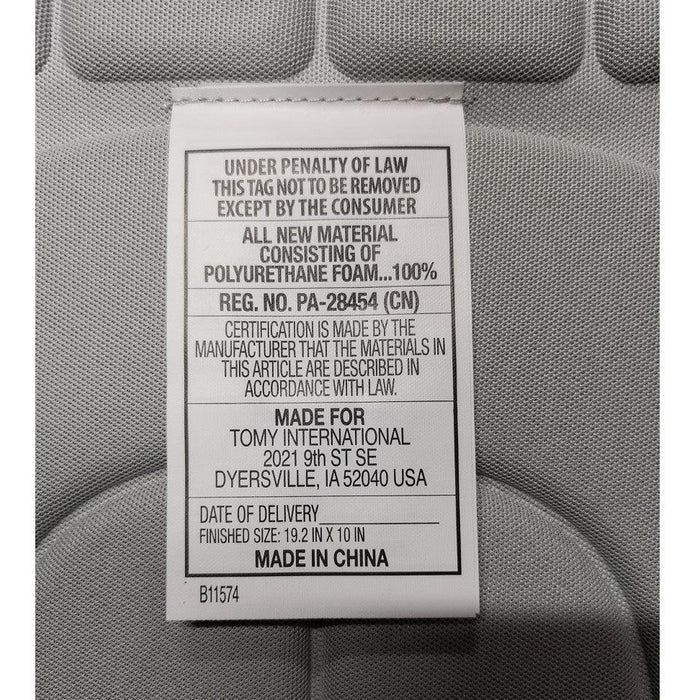 UNDER PENALTY OF LAW
THIS TAG NOT TO BE REMOVED
EXCEPT BY THE CONSUMER
ALL NEW MATERIAL
CONSISTING OF
POLYURETHANE FOAM...100%
REG. NO. PA-28454 (CN)
CERTIFICATION IS MADE BY THE
MANUFACTURER THAT THE MATERIALS IN
THIS ARTICLE ARE DESCRIBED IN
ACCORDANCE WITH LAW.
MADE FOR
TOMY INTERNATIONAL
2021 9th ST SE
DYERSVILLE, IA 52040 USA
DATE OF DELIVERY
FINISHED SIZE: 19.2 IN X 10 IN
MADE IN CHINA
B11574